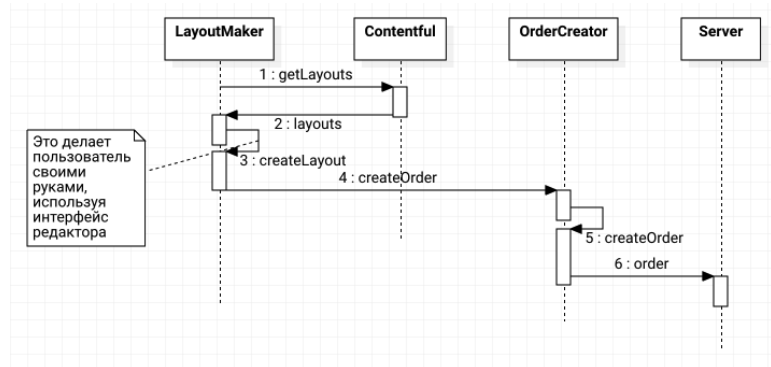 LayoutMaker
Contentful
OrderCreator
Server
1 : getLayouts
2 : layouts
Это делает
пользователь
своими
руками,
используя
интерфейс
редактора
3 : createLayout
4 : createOrder
5 : createOrder
6 : order